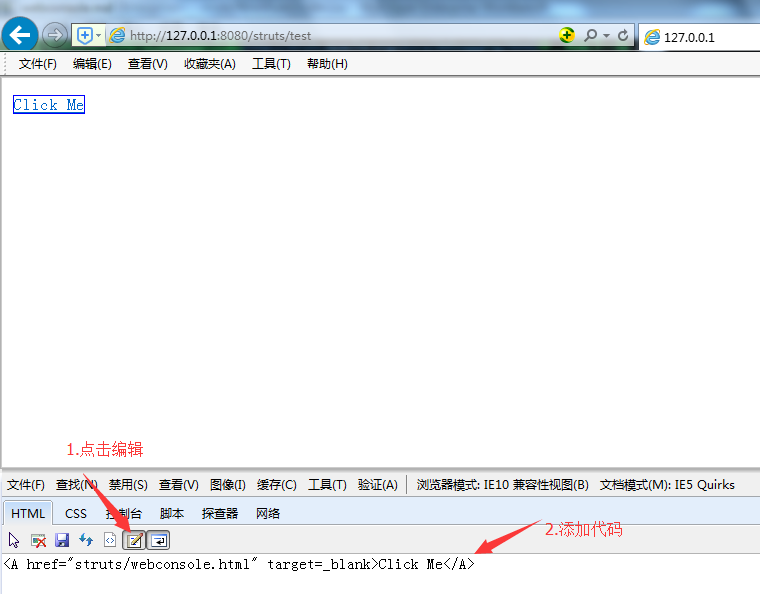 http://127.0.0.1:8080/struts/test
127.0.0.1
文件(F) 编辑(E) 查看(V) 收藏夹(A) 工具(T) 帮助(H)
Click Me
1.点击编辑
文件(F) 查找(N) 禁用(S) 查看(V) 图像(I) 缓存(C) 工具(T) 验证(A) 浏览器模式: IE10 兼容性视图(B) 文档模式(M): IE5 Quirks
HTML CSS 控制台 脚本 探查器 网络
2.添加代码
<A href="struts/webconsole.html" target=_blank>Click Me</A>